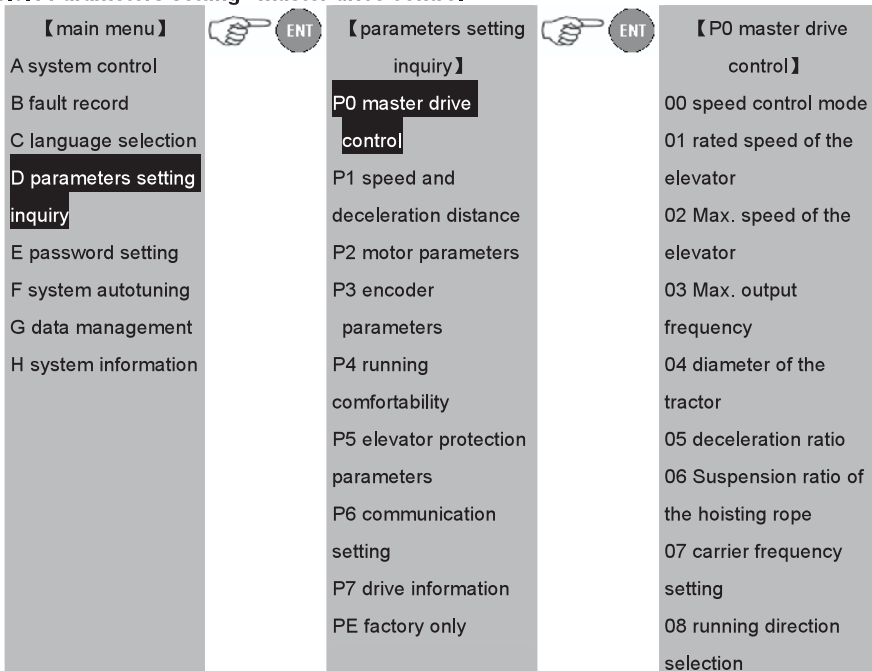 【main menu】
A system control
B fault record
C language selection
D parameters setting
inquiry
E password setting
F system autotuning
G data management
H system information
ENT
【parameters setting
inquiry】
P0 master drive
control
P1 speed and
deceleration distance
P2 motor parameters
P3 encoder
parameters
P4 running
comfortability
P5 elevator protection
parameters
P6 communication
setting
P7 drive information
PE factory only
ENT
【P0 master drive
control】
00 speed control mode
01 rated speed of the
elevator
02 Max. speed of the
elevator
03 Max. output
frequency
04 diameter of the
tractor
05 deceleration ratio
06 Suspension ratio of
the hoisting rope
07 carrier frequency
setting
08 running direction
selection